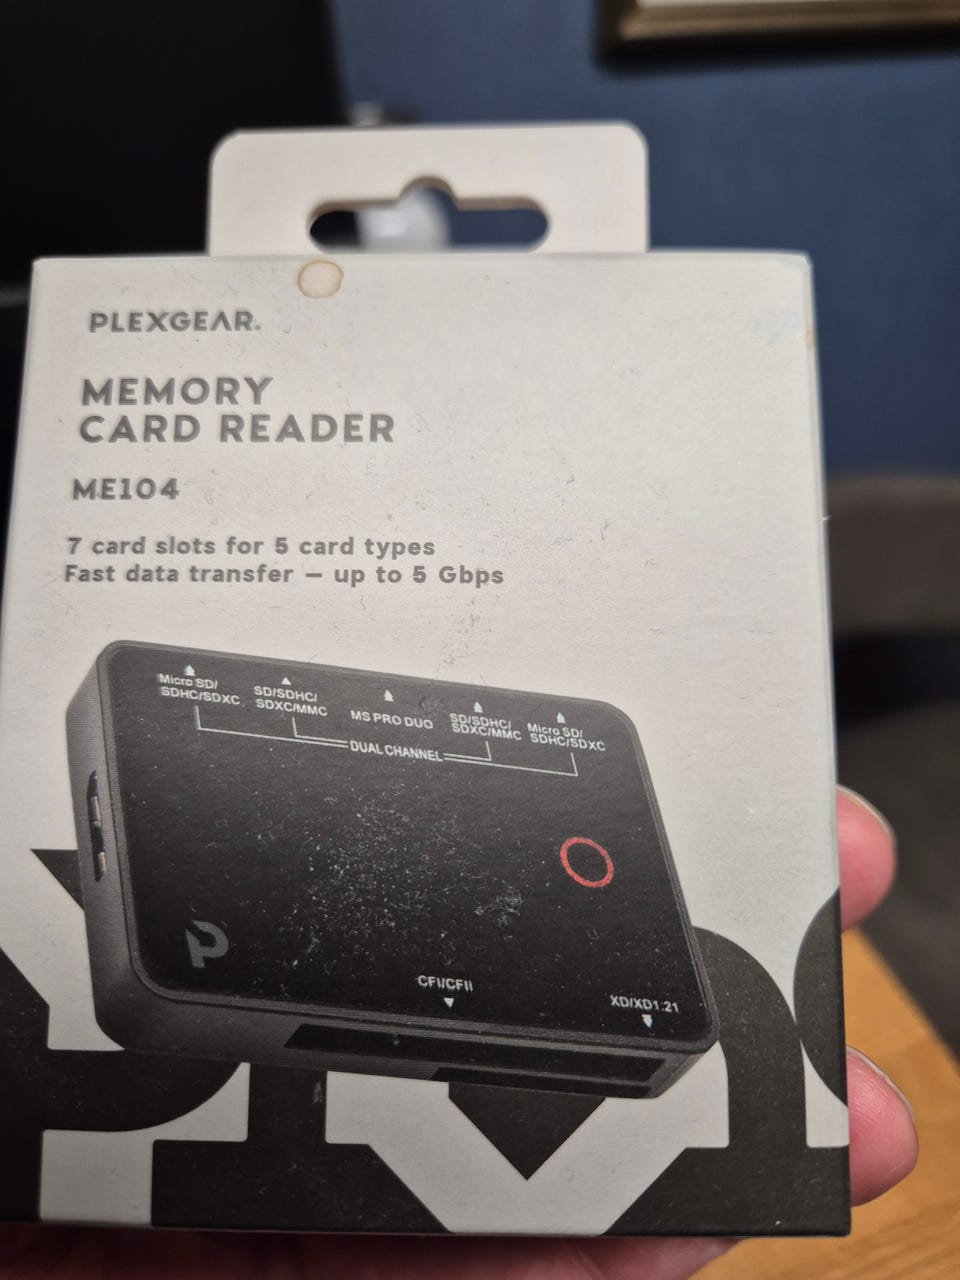 PLEXGEAR.
MEMORY
CARD READER
ME104
7 card slots for 5 card types
Fast data transfer – up to 5 Gbps
Micro SD/
SDHC/SDXC
SD/SDHC/
SDXC/MMC
MS PRO DUO
SD/SDHC/
SDXC/MMC
Micro SD/
SDHC/SDXC
DUAL CHANNEL
P
CFI/CFII
XD/XD1.21